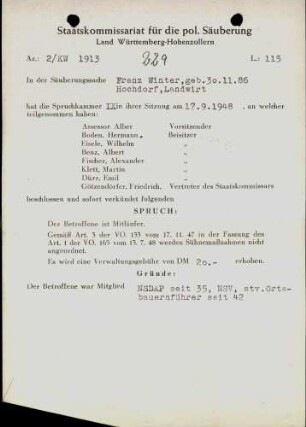 Staatskommissariat für die pol. Säuberung
Land Württemberg-Hohenzollern
Az.: 2/KW 1913 229 L.: 115
In der Säuberungssache Franz Winter, geb.30.11.86
Hochdorf, Landwirt
hat die Spruchkammer IX in ihrer Sitzung am 17.9.1948 , an welcher
teilgenommen haben:
Assessor Alber Vorsitzender
Boden, Hermann, Beisitzer
Eisele, Wilhelm „
Benz, Albert „
Fischer, Alexander „
Klett, Martin „
Dürr, Emil „
Götzendorfer, Friedrich, Vertreter des Staatskommissars
beschlossen und sofort verkündet folgenden
SPRUCH:
Der Betroffene ist Mitläufer.
Gemäß Art. 3 der VO. 133 vom 17. 11. 47 in der Fassung des
Art. 1 der VO. 165 vom 13. 7. 48 werden Sühnemaßnahmen nicht
angeordnet.
Es wird eine Verwaltungsgebühr von DM 20.- erhoben.
Gründe:
Der Betroffene war Mitglied NSDAP seit 35, NSV, stv.Orts-
bauernführer seit 42